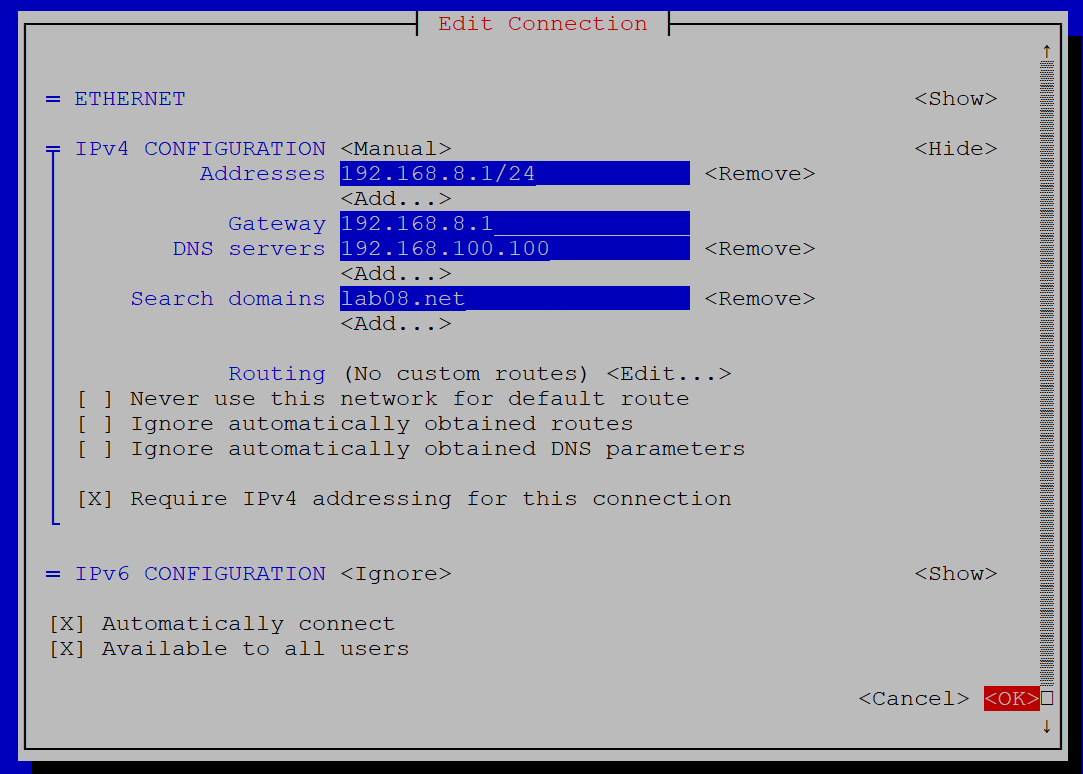 Edit Connection
= ETHERNET <Show>
IPv4 CONFIGURATION <Manual> <Hide>
Addresses 192.168.8.1/24 <Remove>
<Add...>
Gateway 192.168.8.1
DNS servers 192.168.100.100 <Remove>
<Add...>
Search domains lab08.net <Remove>
<Add...>
Routing (No custom routes) <Edit...>
[ ] Never use this network for default route
[ ] Ignore automatically obtained routes
[ ] Ignore automatically obtained DNS parameters
[X] Require IPv4 addressing for this connection
= IPv6 CONFIGURATION <Ignore> <Show>
[X] Automatically connect
[X] Available to all users
<Cancel> <OK>